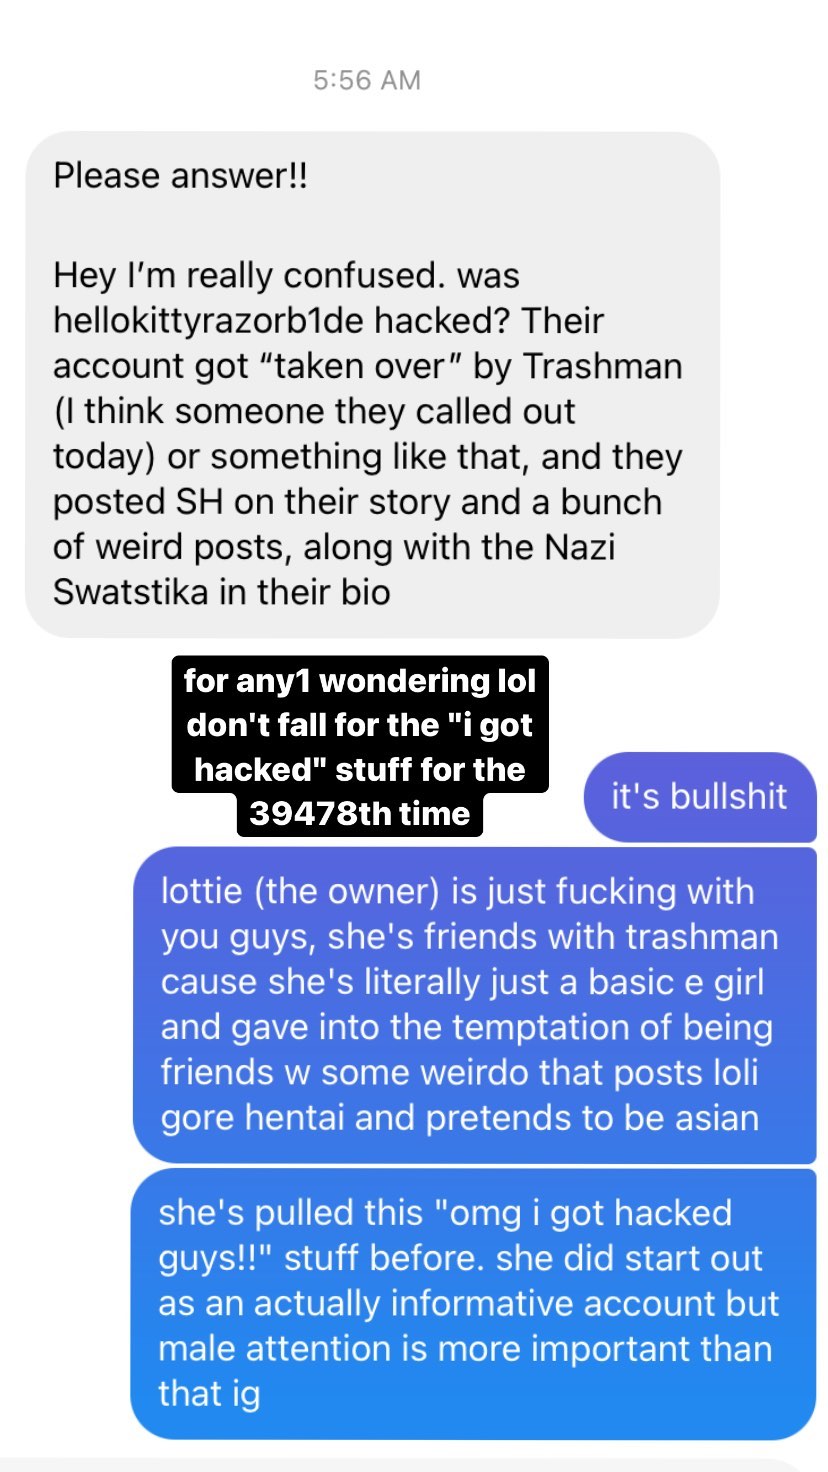 5:56 AM
Please answer!!
Hey I’m really confused. was
hellokittyrazorb1de hacked? Their
account got “taken over” by Trashman
(I think someone they called out
today) or something like that, and they
posted SH on their story and a bunch
of weird posts, along with the Nazi
Swatstika in their bio
for any1 wondering lol
don't fall for the "i got
hacked" stuff for the
39478th time
it's bullshit
lottie (the owner) is just fucking with
you guys, she's friends with trashman
cause she's literally just a basic e girl
and gave into the temptation of being
friends w some weirdo that posts loli
gore hentai and pretends to be asian
she's pulled this "omg i got hacked
guys!!" stuff before. she did start out
as an actually informative account but
male attention is more important than
that ig